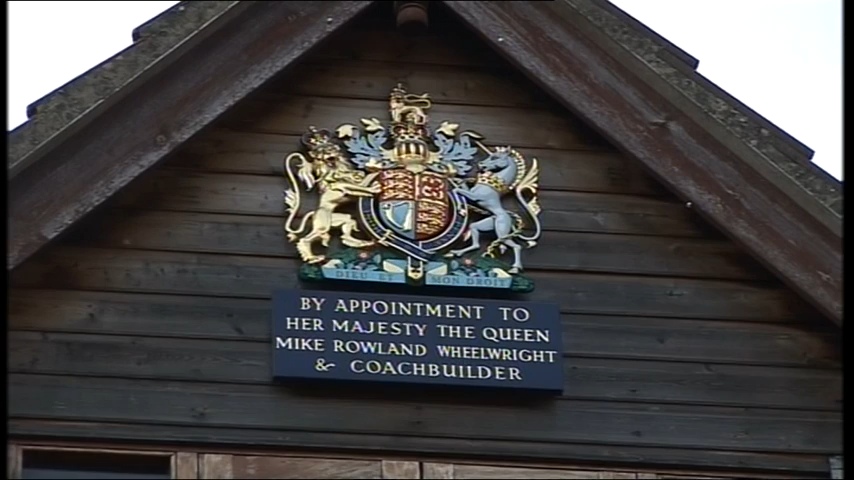 DIEU ET MON DROIT
BY APPOINTMENT TO
HER MAJESTY THE QUEEN
MIKE ROWLAND WHEELWRIGHT
& COACHBUILDER